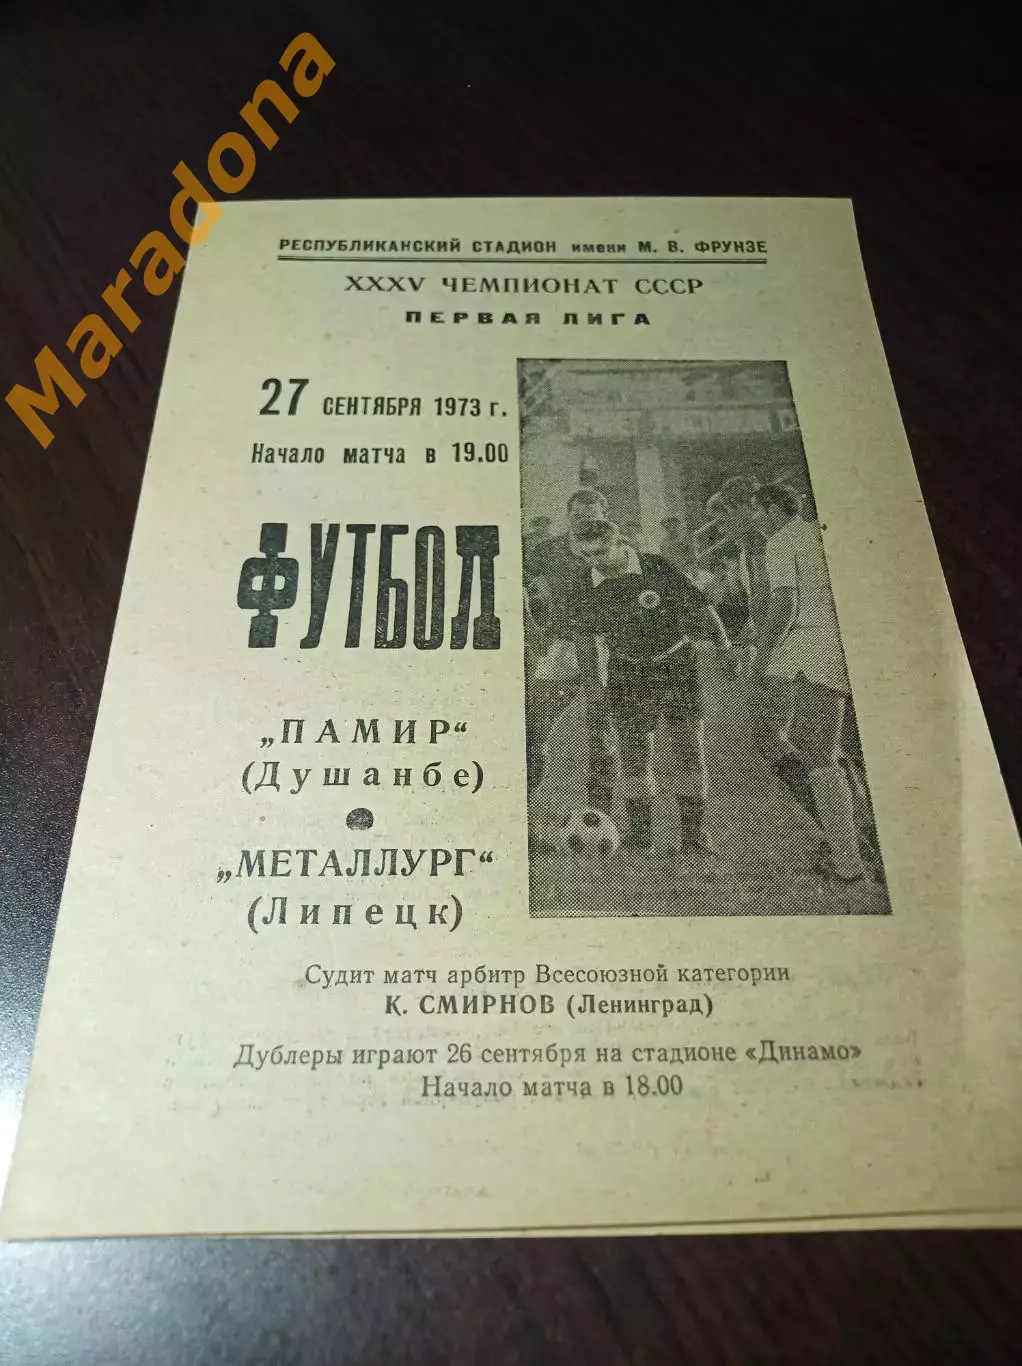 Maradona
РЕСПУБЛИКАНСКИЙ СТАДИОН имени М. В. ФРУНЗЕ
XXXV ЧЕМПИОНАТ СССР
ПЕРВАЯ ЛИГА
27 СЕНТЯБРЯ 1973 г.
Начало матча в 19.00
ФУТБОЛ
„ПАМИР“
(Душанбе)
„МЕТАЛЛУРГ“
(Липецк)
Судит матч арбитр Всесоюзной категории
К. СМИРНОВ (Ленинград)
Дублеры играют 26 сентября на стадионе «Динамо»
Начало матча в 18.00